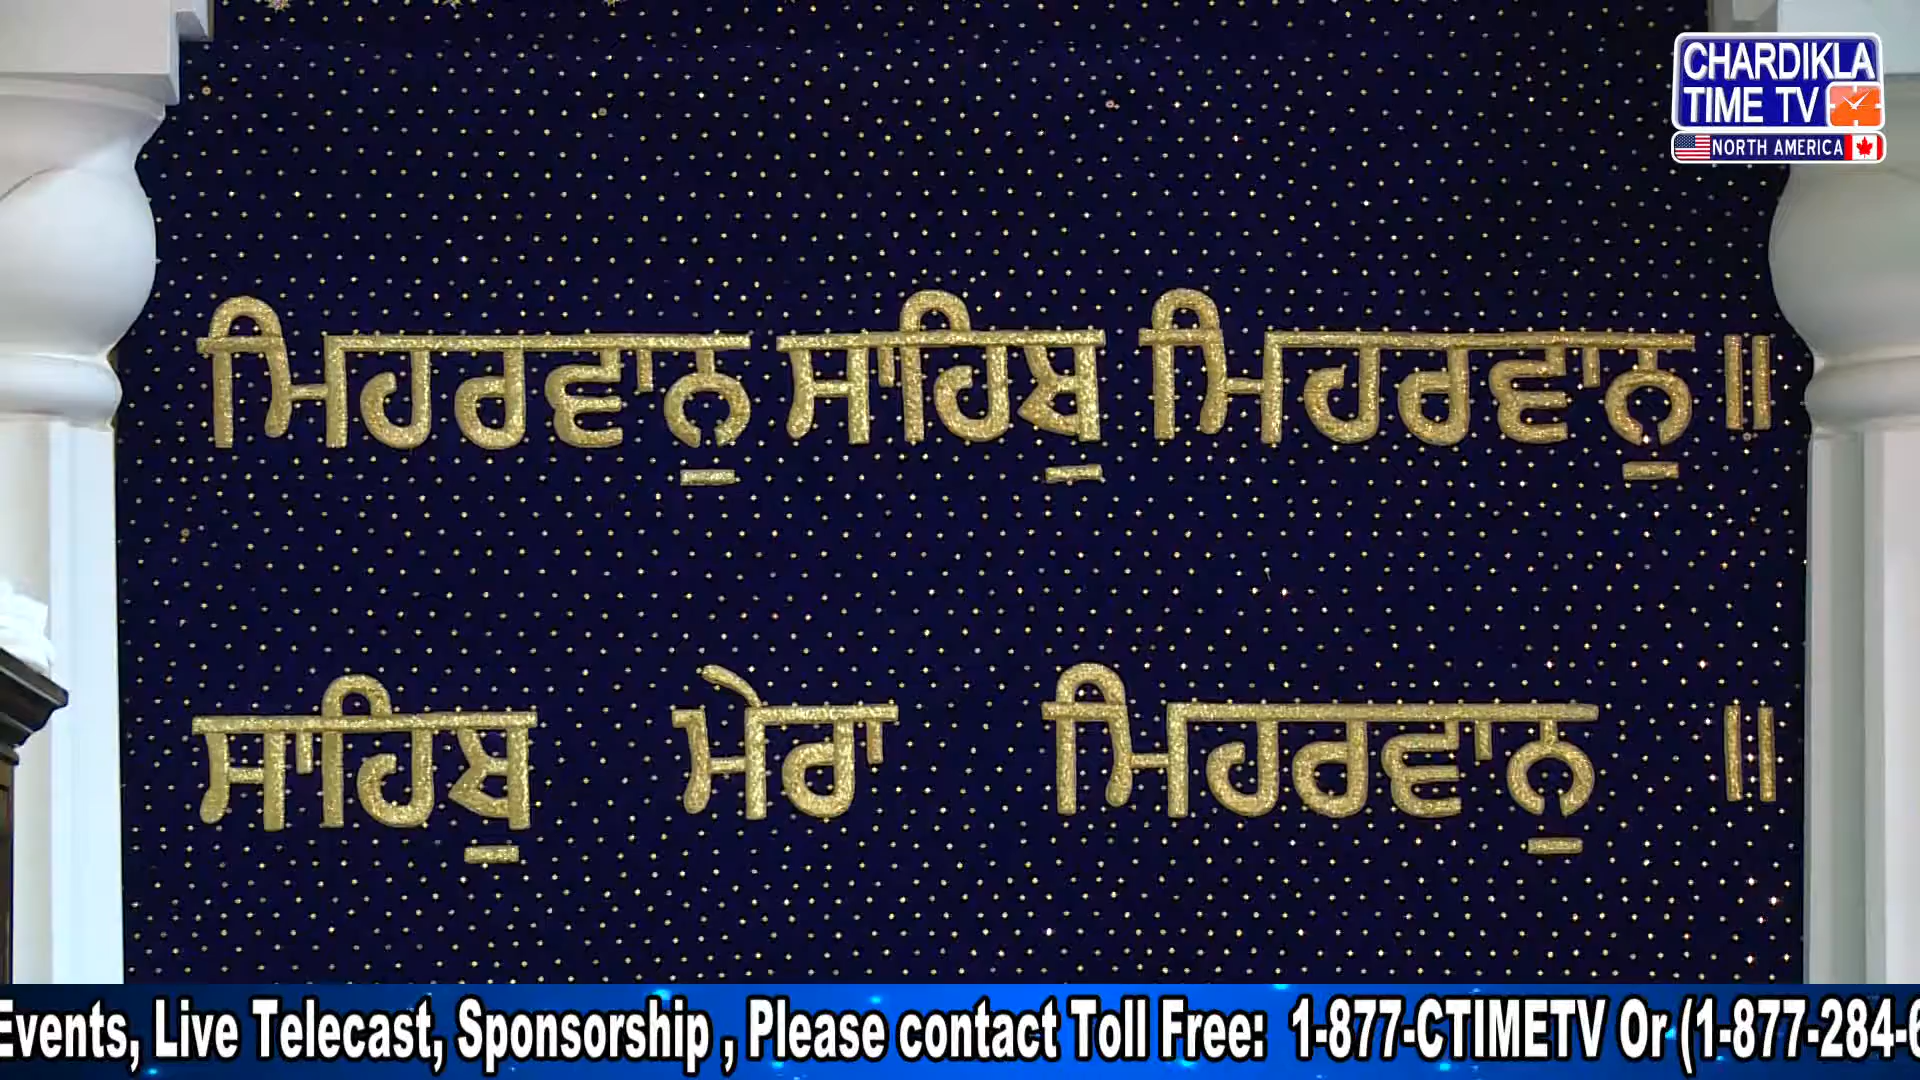 CHARDIKLA
TIME TV
NORTH AMERICA
ਮਿਹਰਵਾਨੁ ਸਾਹਿਬੁ ਮਿਹਰਵਾਨੁ ॥
ਸਾਹਿਬੁ ਮੇਰਾ ਮਿਹਰਵਾਨੁ ॥
Events, Live Telecast, Sponsorship , Please contact Toll Free: 1-877-CTIMETV Or (1-877-284-6